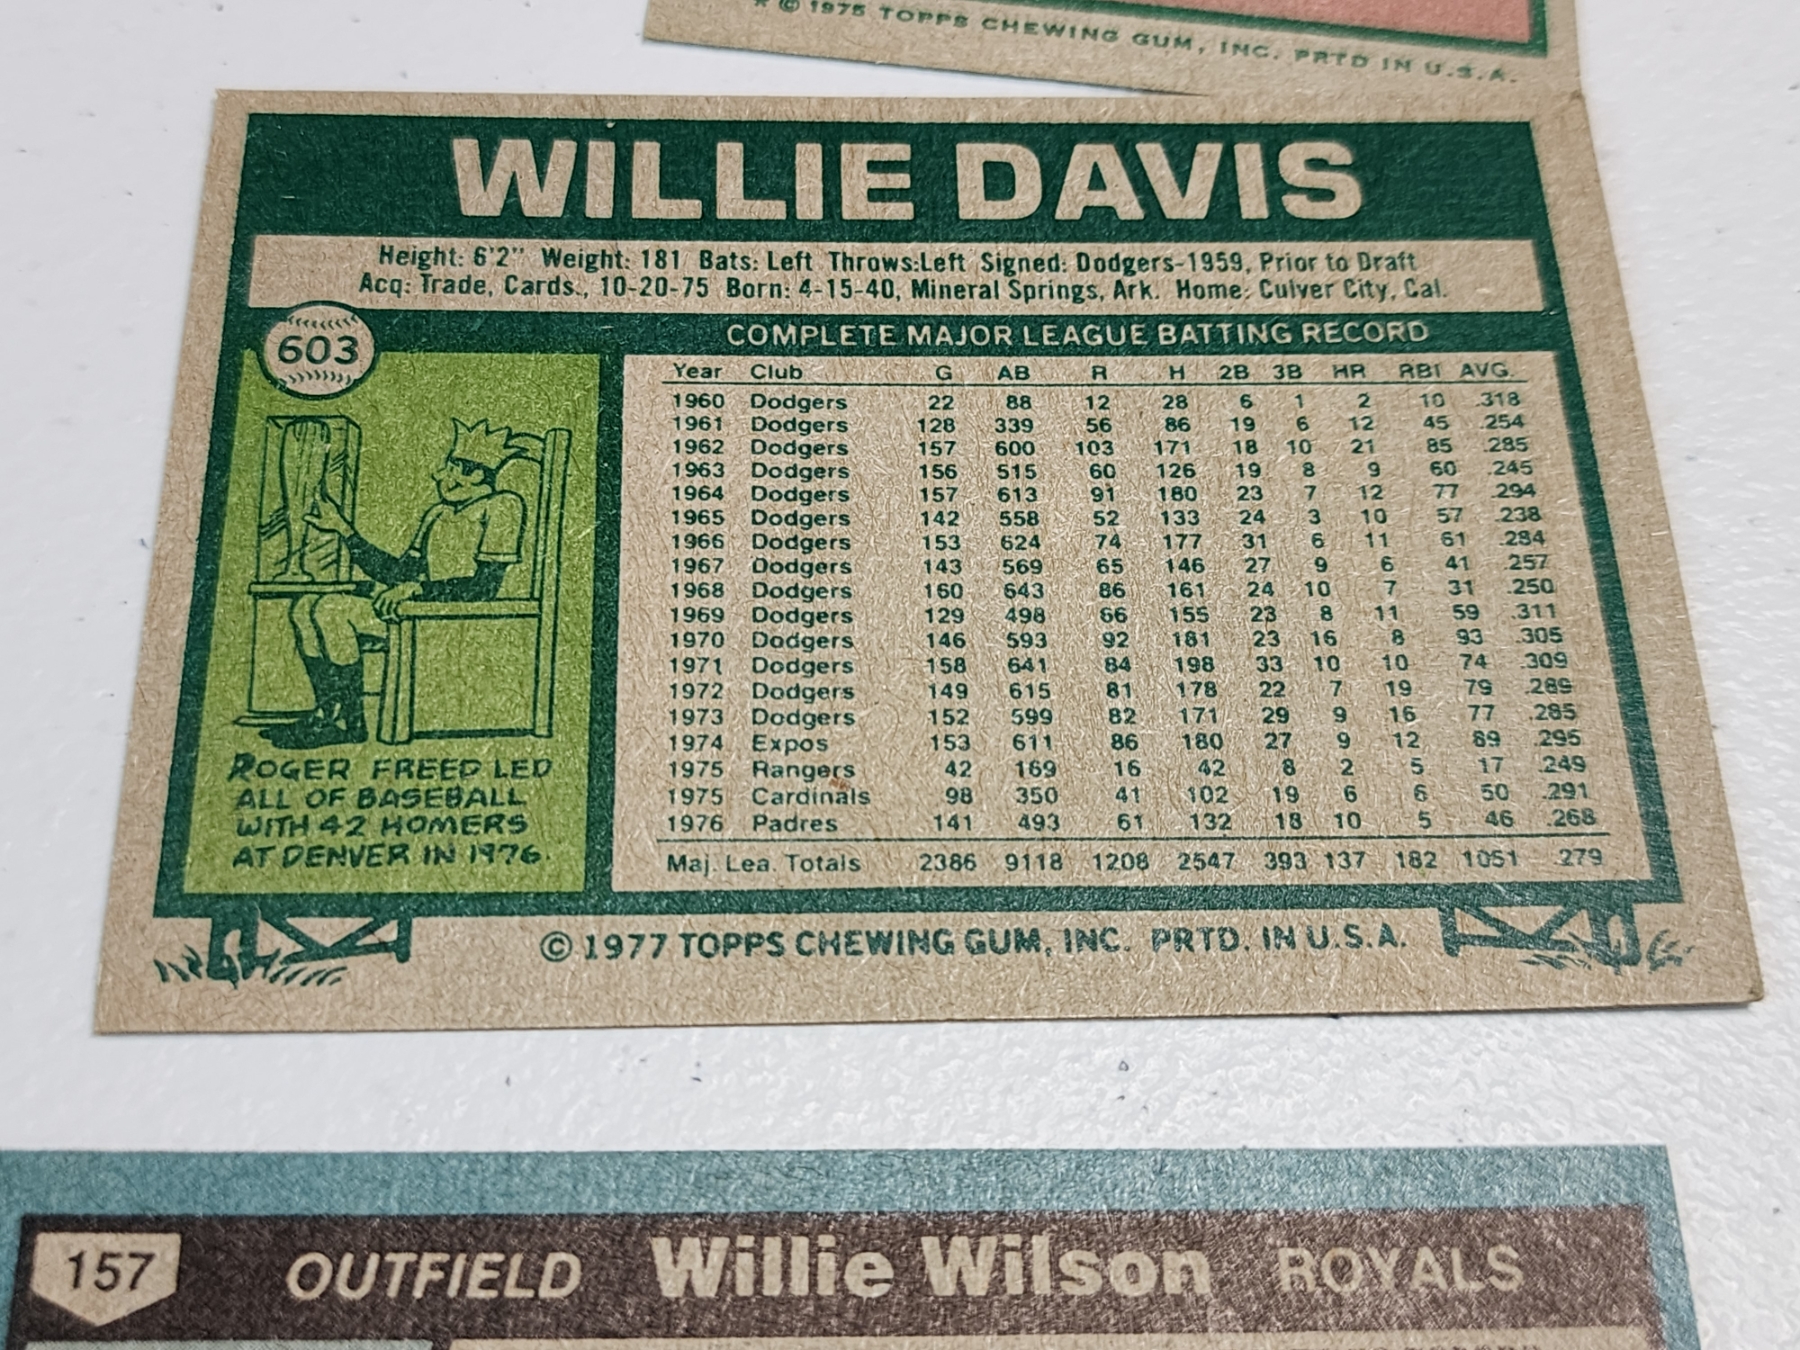 ★ © 1975 TOPPS CHEWING GUM, INC. PRTD IN U.S.A.
WILLIE DAVIS
Height: 6'2" Weight: 181 Bats: Left Throws:Left Signed: Dodgers-1959, Prior to Draft
Acq: Trade, Cards., 10-20-75 Born: 4-15-40, Mineral Springs, Ark. Home: Culver City, Cal.
603
COMPLETE MAJOR LEAGUE BATTING RECORD
Year Club G AB R H 2B 3B HR RBI AVG.
1960 Dodgers 22 88 12 28 6 1 2 10 .318
1961 Dodgers 128 339 56 86 19 6 12 45 .254
1962 Dodgers 157 600 103 171 18 10 21 85 .285
1963 Dodgers 156 515 60 126 19 8 9 60 .245
1964 Dodgers 157 613 91 180 23 7 12 77 .294
1965 Dodgers 142 558 52 133 24 3 10 57 .238
1966 Dodgers 153 624 74 177 31 6 11 61 .284
1967 Dodgers 143 569 65 146 27 9 6 41 .257
1968 Dodgers 160 643 86 161 24 10 7 31 .250
1969 Dodgers 129 498 66 155 23 8 11 59 .311
1970 Dodgers 146 593 92 181 23 16 8 93 .305
1971 Dodgers 158 641 84 198 33 10 10 74 .309
1972 Dodgers 149 615 81 178 22 7 19 79 .289
1973 Dodgers 152 599 82 171 29 9 16 77 .285
1974 Expos 153 611 86 180 27 9 12 89 .295
1975 Rangers 42 169 16 42 8 2 5 17 .249
1975 Cardinals 98 350 41 102 19 6 6 50 .291
1976 Padres 141 493 61 132 18 10 5 46 .268
Maj. Lea. Totals 2386 9118 1208 2547 393 137 182 1051 .279
ROGER FREED LED
ALL OF BASEBALL
WITH 42 HOMERS
AT DENVER IN 1976.
© 1977 TOPPS CHEWING GUM, INC. PRTD. IN U.S.A.
157 OUTFIELD Willie Wilson ROYALS